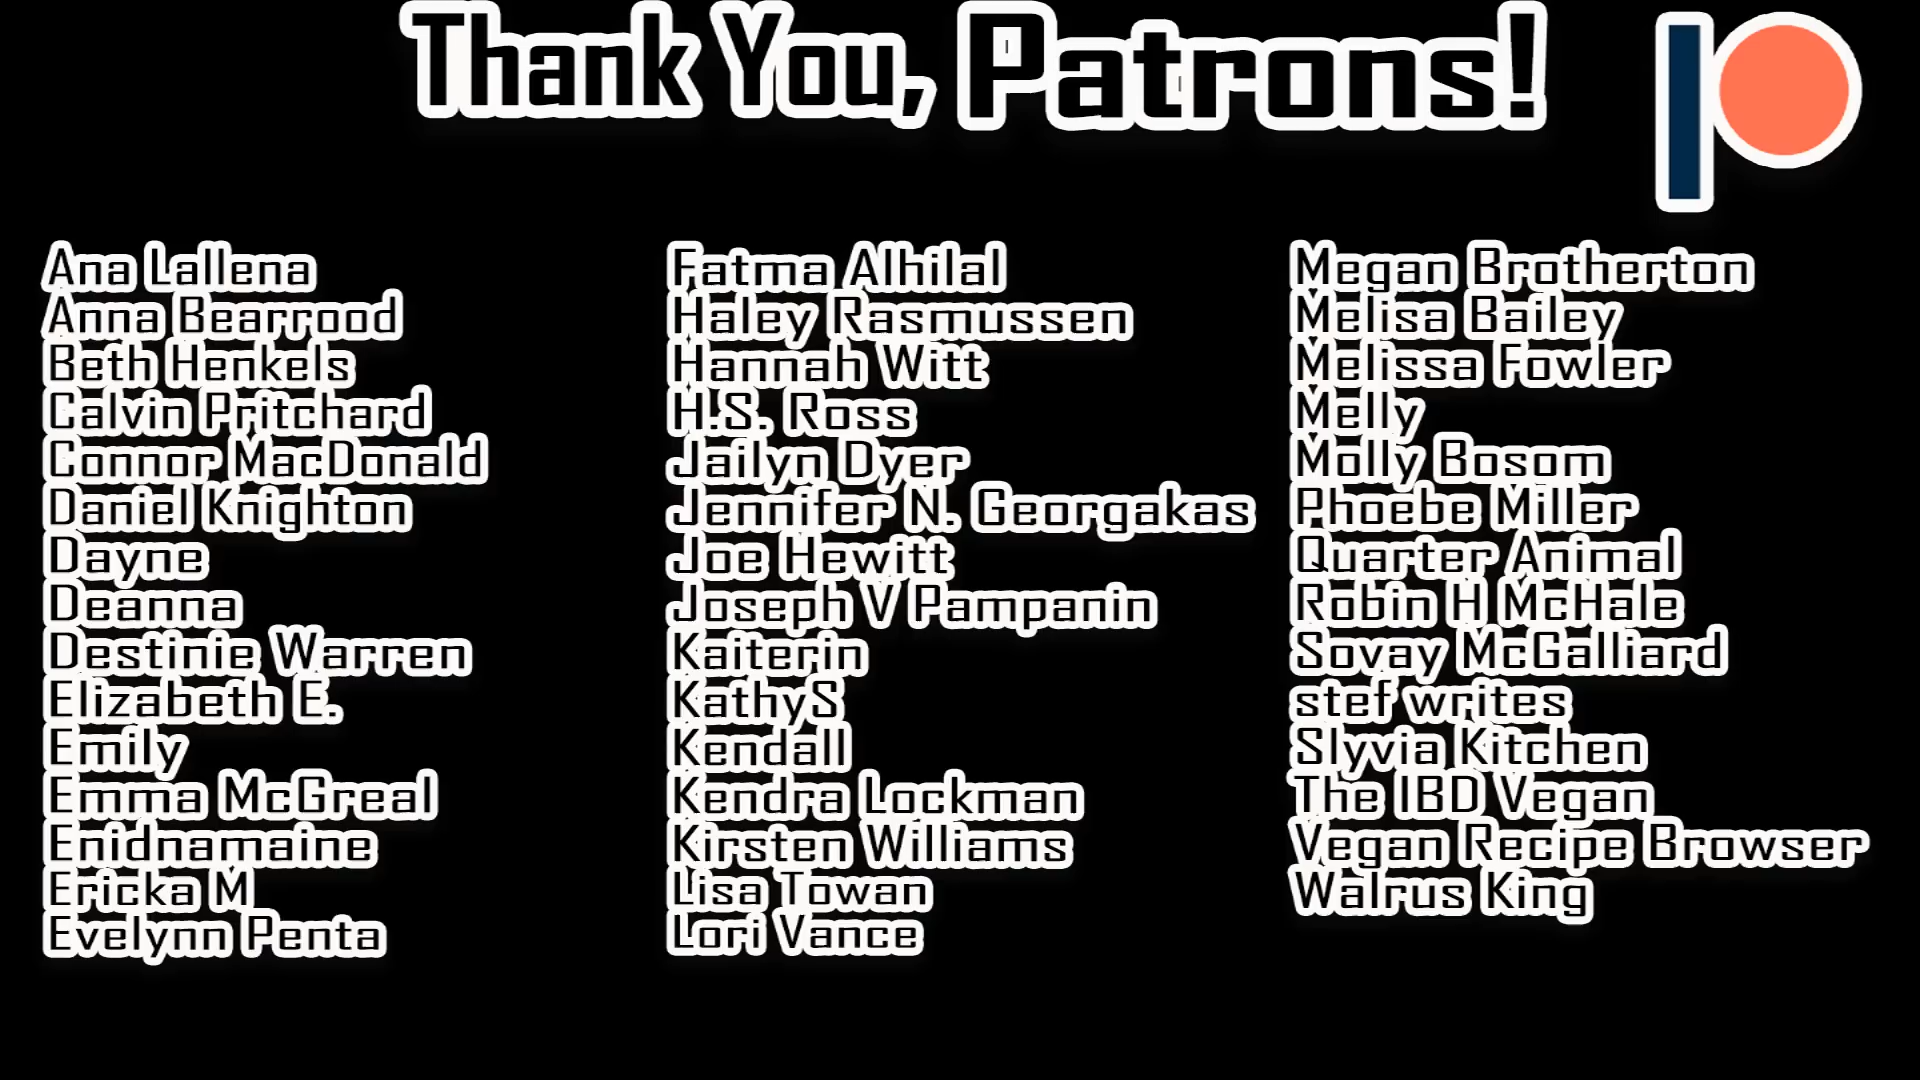 Thank You, Patrons!
Ana Lallena
Anna Bearrood
Beth Henkels
Calvin Pritchard
Connor MacDonald
Daniel Knighton
Dayne
Deanna
Destinie Warren
Elizabeth E.
Emily
Emma McGreal
Enidnamaine
Ericka M
Evelynn Penta
Fatma Alhilal
Haley Rasmussen
Hannah Witt
H.S. Ross
Jailyn Dyer
Jennifer N. Georgakas
Joe Hewitt
Joseph V Pampanin
Kaiterin
KathyS
Kendall
Kendra Lockman
Kirsten Williams
Lisa Towan
Lori Vance
Megan Brotherton
Melisa Bailey
Melissa Fowler
Melly
Molly Bosom
Phoebe Miller
Quarter Animal
Robin H McHale
Sovay McGalliard
stef writes
Slyvia Kitchen
The IBD Vegan
Vegan Recipe Browser
Walrus King